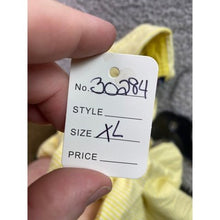 No. 30284
STYLE
SIZE XL
PRICE